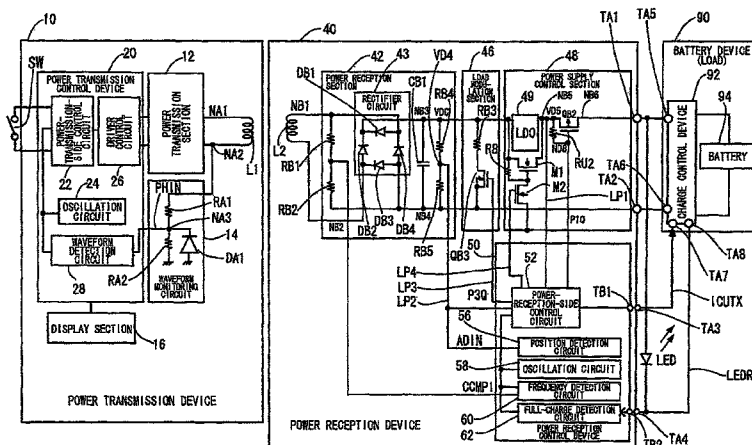 10
SW
20
POWER TRANSMISSION CONTROL DEVICE
POWER-TRANSMISSION-SIDE CONTROL CIRCUIT
22
DRIVER CONTROL CIRCUIT
26
24
OSCILLATION CIRCUIT
WAVEFORM DETECTION CIRCUIT
28
12
POWER TRANSMISSION SECTION
NA1
NA2
L1
PHIN
RA1
NA3
14
RA2
DA1
WAVEFORM MONITORING CIRCUIT
DISPLAY SECTION
16
POWER TRANSMISSION DEVICE
40
42
POWER RECEPTION SECTION
43
RECTIFIER CIRCUIT
DB1
CB1
VD4
RB4
NB1
L2
RB1
RB2
NB2
DB2
DB3
DB4
NB3
VDC
NB4
RB5
46
LOAD MODULATION SECTION
RB3
QB3
48
POWER SUPPLY CONTROL SECTION
49
LDO
NB5
VD5
QB2
NB6
RU2
R8
M1
M2
LP1
P1Q
50
LP4
LP3
LP2
P3Q
52
POWER-RECEPTION-SIDE CONTROL CIRCUIT
TB1
56
ADIN
POSITION DETECTION CIRCUIT
58
OSCILLATION CIRCUIT
CCMP1
60
FREQUENCY DETECTION CIRCUIT
62
FULL-CHARGE DETECTION CIRCUIT
POWER RECEPTION CONTROL DEVICE
POWER RECEPTION DEVICE
TA1
TA5
TA2
TA6
TA7
TA8
TA3
TA4
ICUTX
LED
LEDR
90
BATTERY DEVICE (LOAD)
92
CHARGE CONTROL DEVICE
94
BATTERY